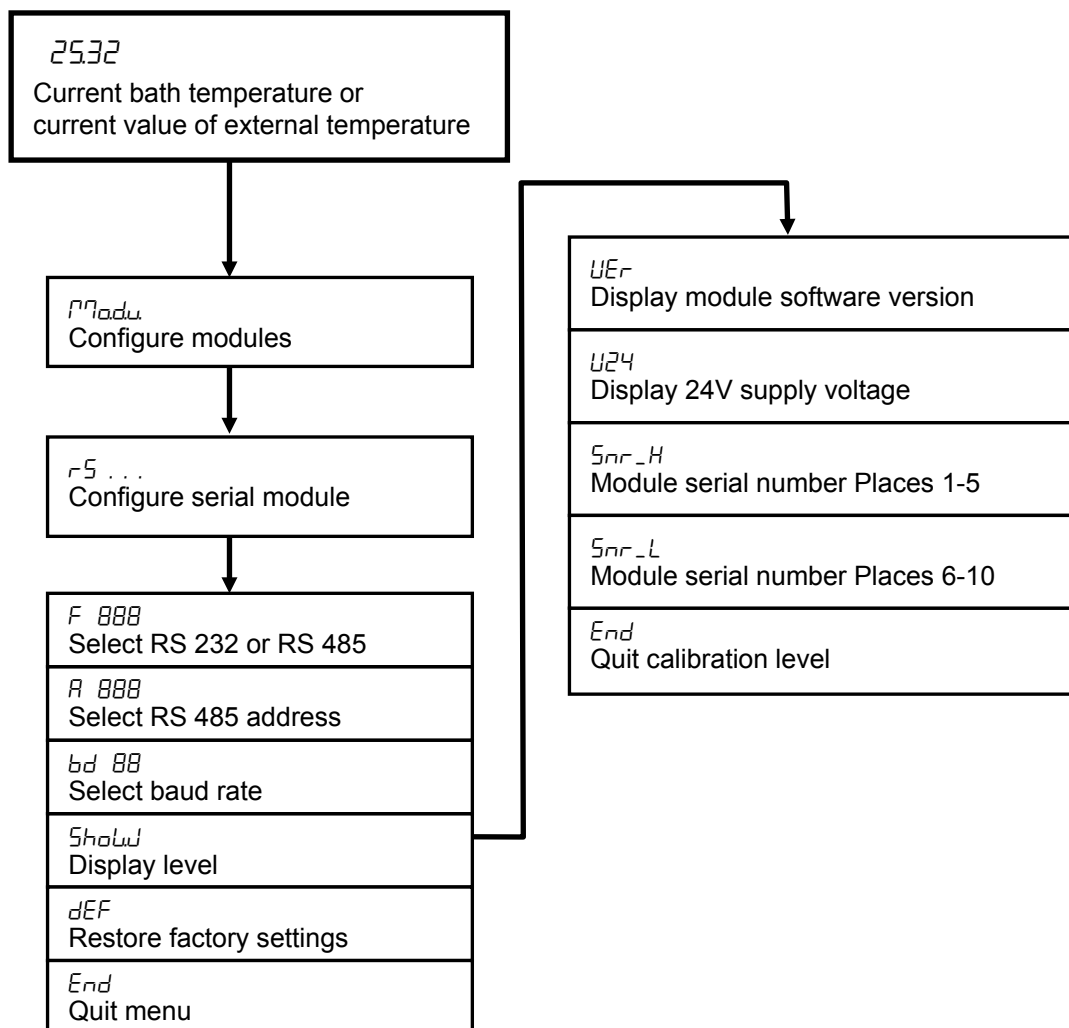 25.32
Current bath temperature or
current value of external temperature
Mo.d.u.
Configure modules
rS . . .
Configure serial module
F 888
Select RS 232 or RS 485
A 888
Select RS 485 address
bd 88
Select baud rate
ShoW
Display level
dEF
Restore factory settings
End
Quit menu
UEr
Display module software version
U24
Display 24V supply voltage
Snr_H
Module serial number Places 1-5
Snr_L
Module serial number Places 6-10
End
Quit calibration level